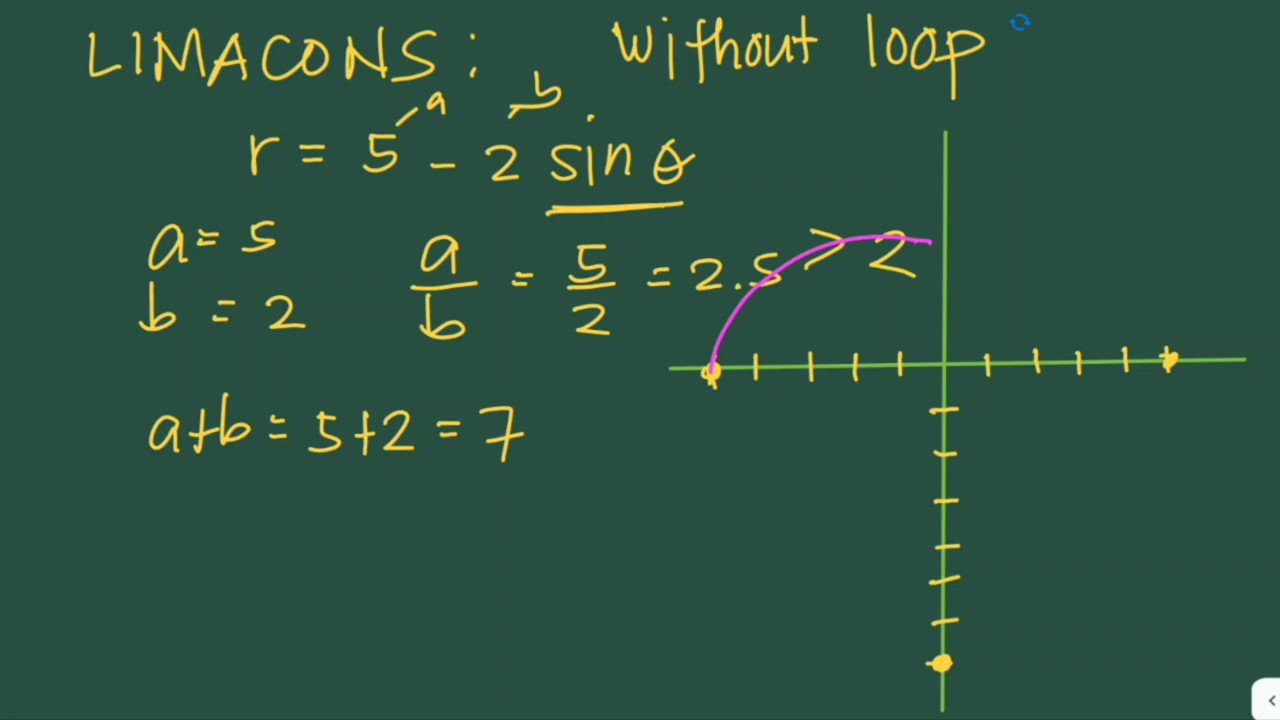 LIMACONS: without loop
a b
r = 5 - 2 sin θ
a = 5
b = 2
a/b = 5/2 = 2.5 > 2
a+b = 5+2 = 7